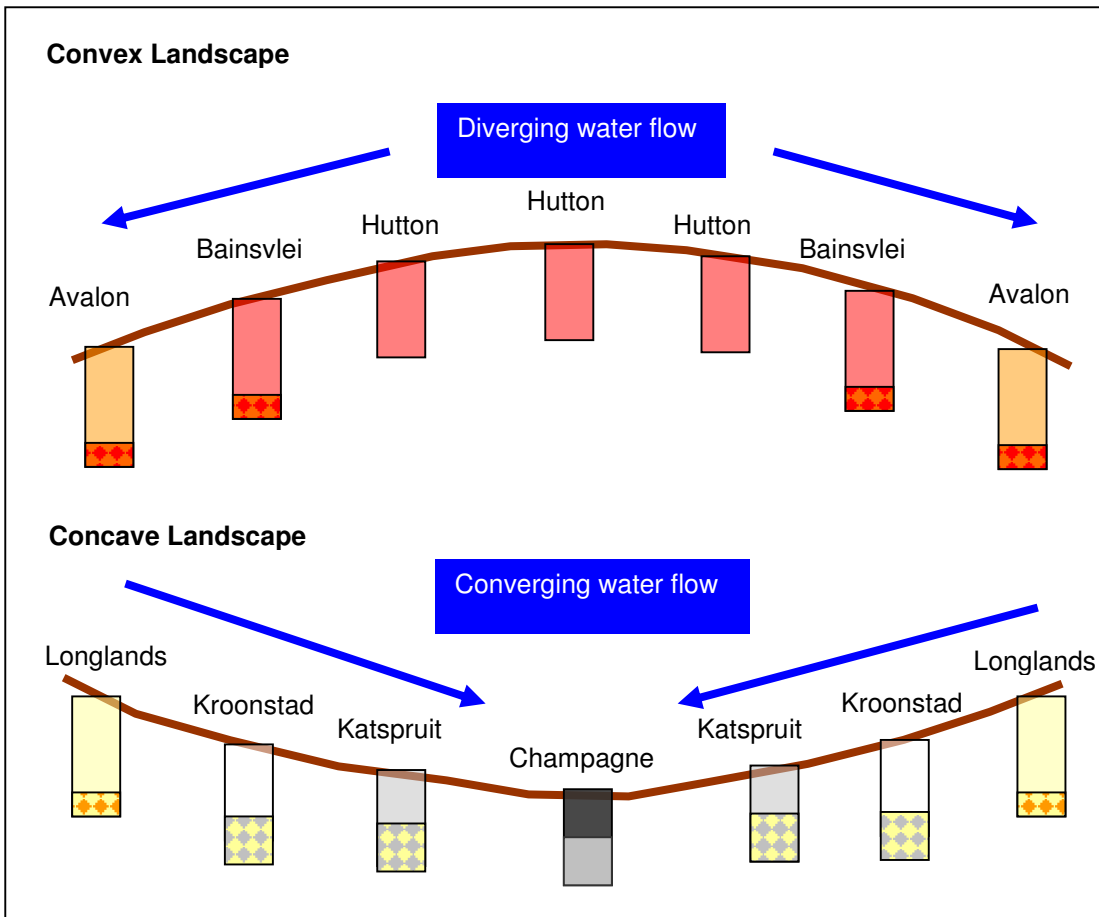 Convex Landscape
Diverging water flow
Hutton
Hutton
Hutton
Bainsvlei
Bainsvlei
Avalon
Avalon
Concave Landscape
Converging water flow
Longlands
Longlands
Kroonstad
Kroonstad
Katspruit
Katspruit
Champagne